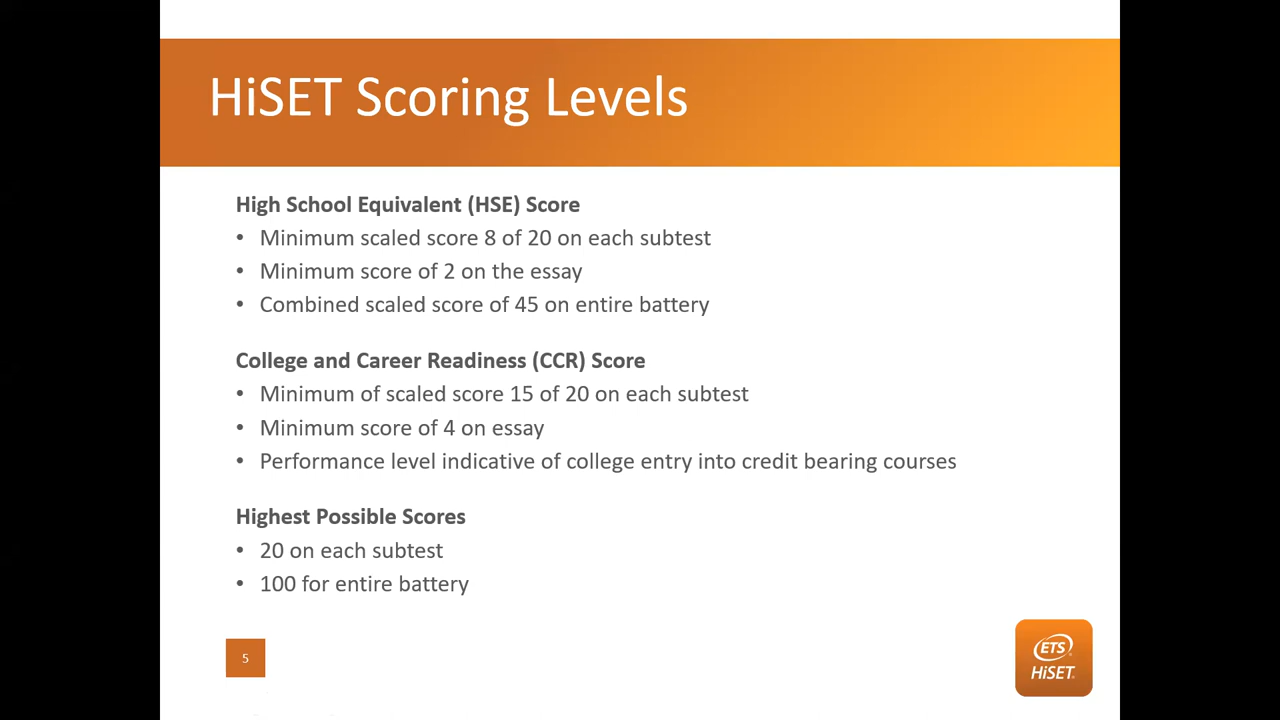 HiSET Scoring Levels
High School Equivalent (HSE) Score
• Minimum scaled score 8 of 20 on each subtest
• Minimum score of 2 on the essay
• Combined scaled score of 45 on entire battery
College and Career Readiness (CCR) Score
• Minimum of scaled score 15 of 20 on each subtest
• Minimum score of 4 on essay
• Performance level indicative of college entry into credit bearing courses
Highest Possible Scores
• 20 on each subtest
• 100 for entire battery
5
ETS
HiSET